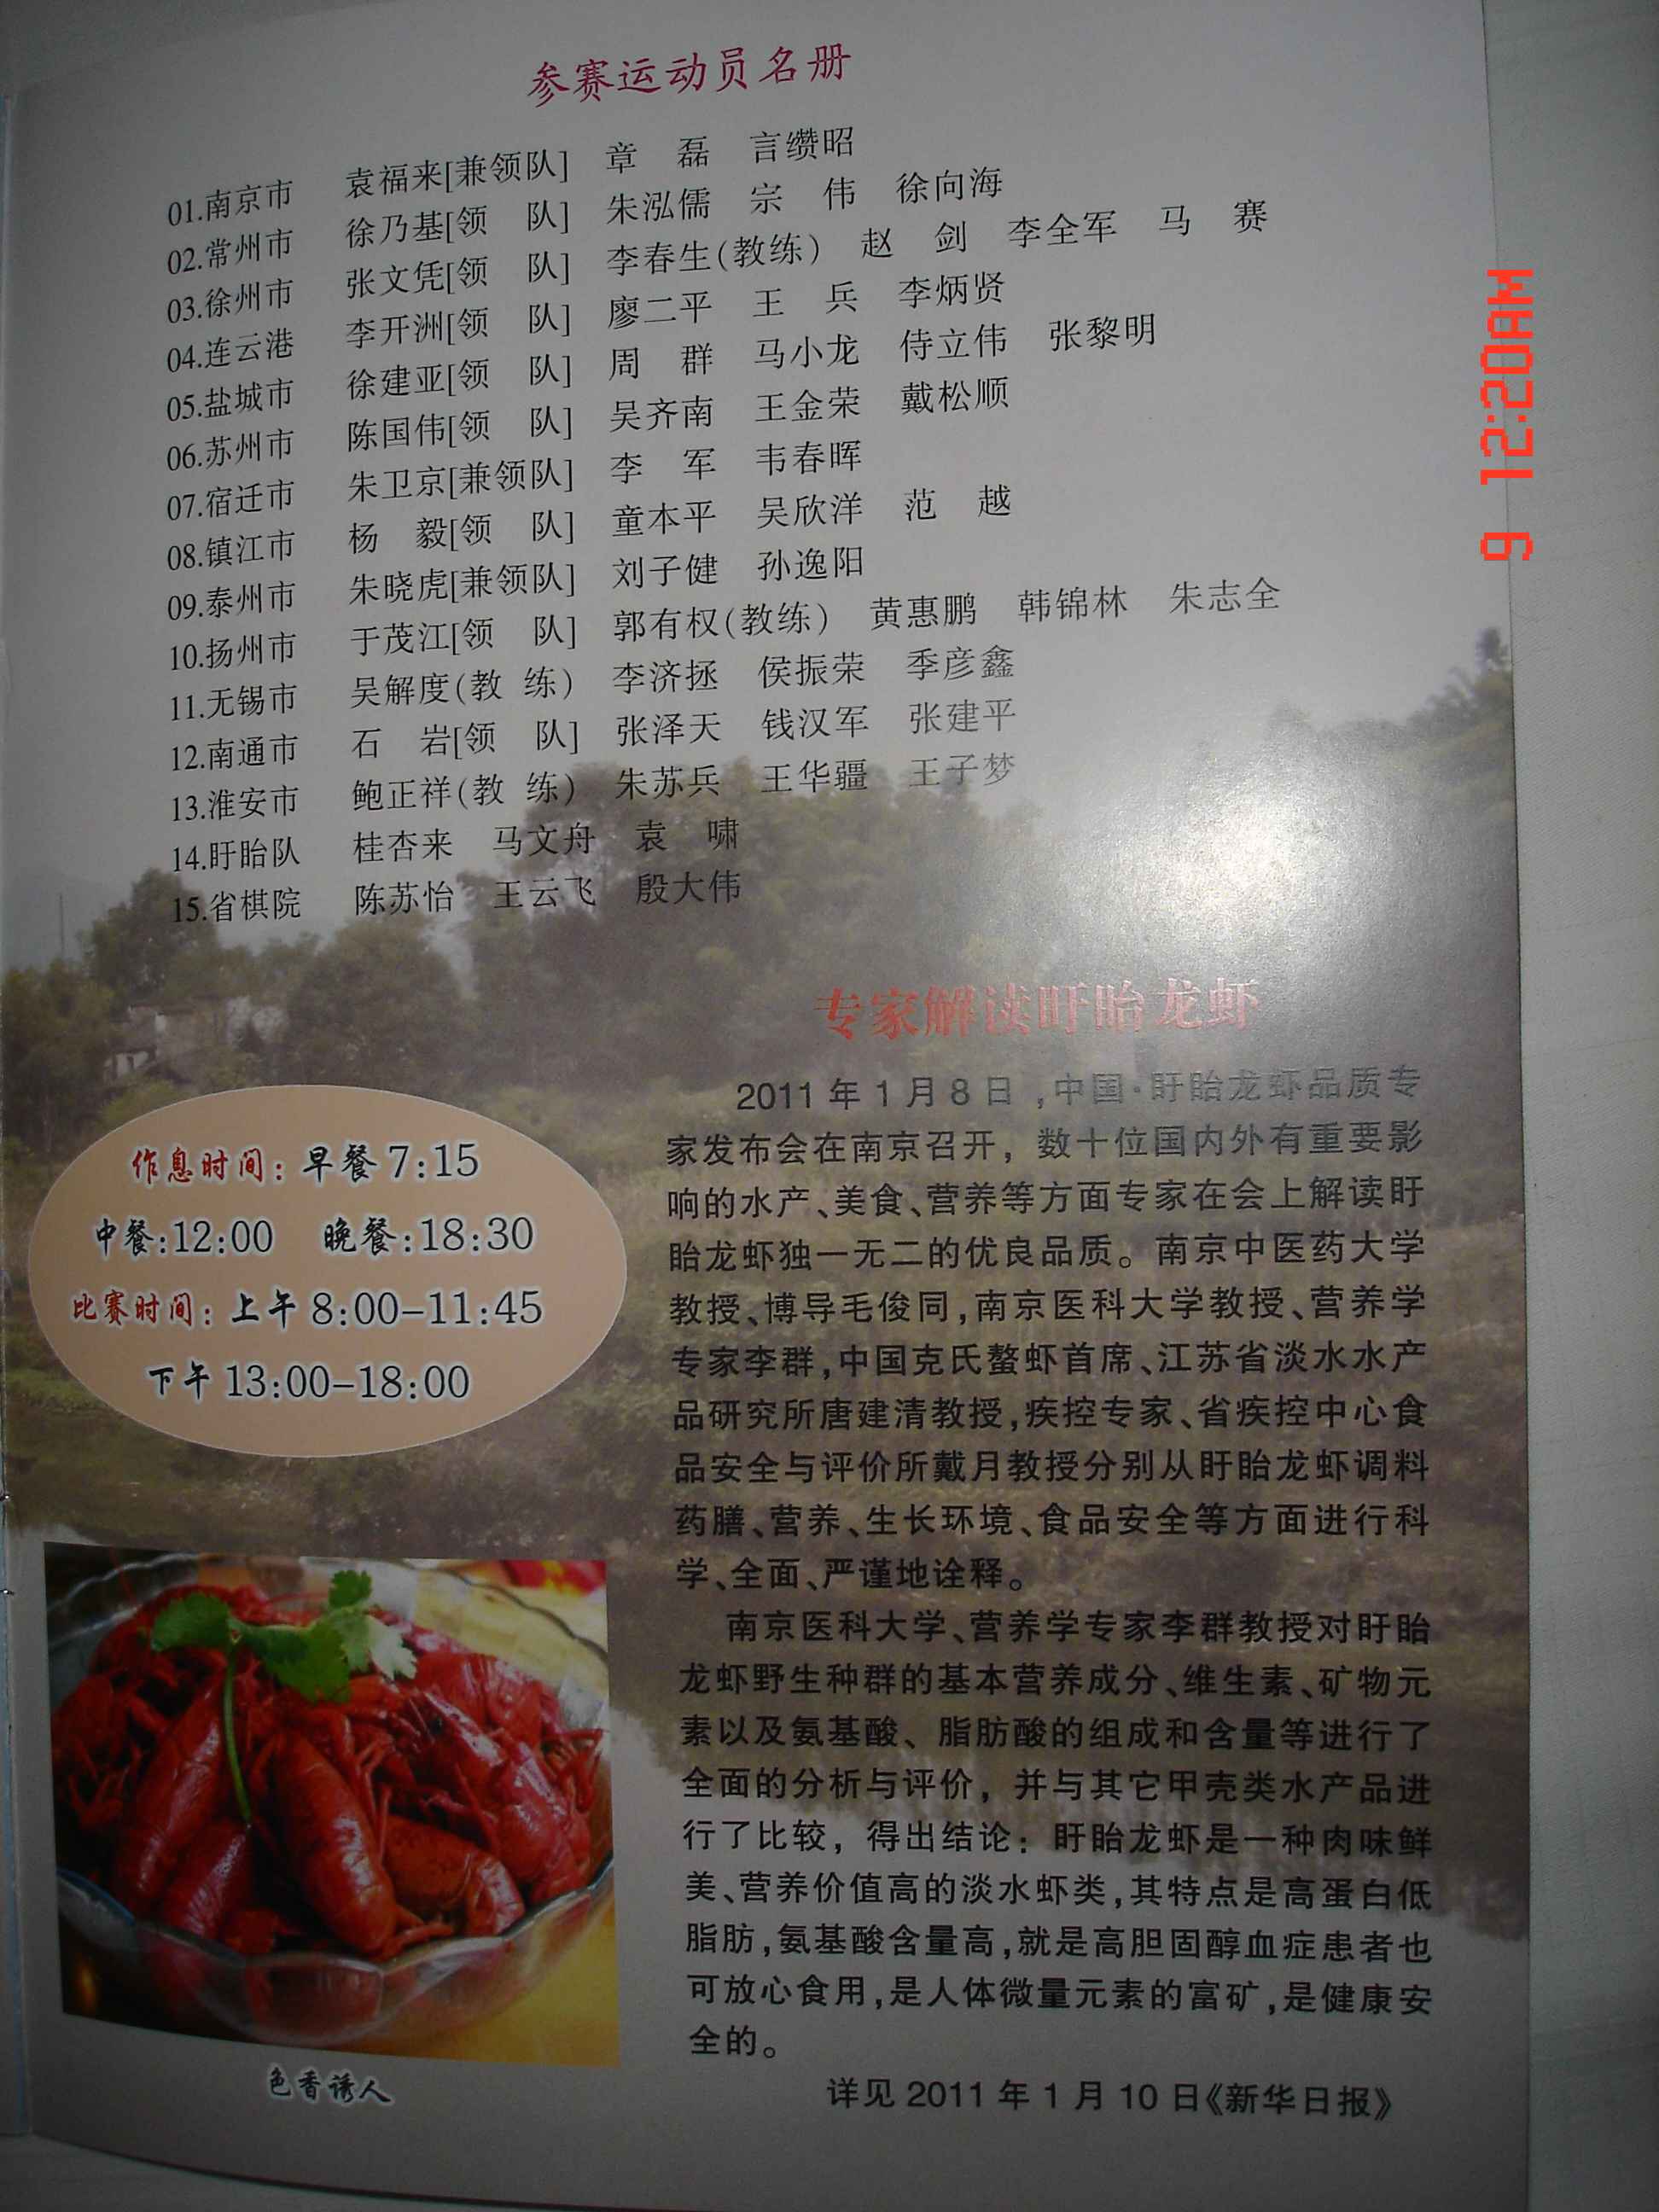 参赛运动员名册
01.南京市 袁福来[兼领队] 章 磊 言缵昭
02.常州市 徐乃基[领 队] 朱泓儒 宗 伟 徐向海
03.徐州市 张文凭[领 队] 李春生(教练) 赵 剑 李全军 马 赛
04.连云港 李开洲[领 队] 廖二平 王 兵 李炳贤
05.盐城市 徐建亚[领 队] 周 群 马小龙 侍立伟 张黎明
06.苏州市 陈国伟[领 队] 吴齐南 王金荣 戴松顺
07.宿迁市 朱卫京[兼领队] 李 军 韦春晖
08.镇江市 杨 毅[领 队] 童本平 吴欣洋 范 越
09.泰州市 朱晓虎[兼领队] 刘子健 孙逸阳
10.扬州市 于茂江[领 队] 郭有权(教练) 黄惠鹏 韩锦林 朱志全
11.无锡市 吴解度(教 练) 李济拯 侯振荣 季彦鑫
12.南通市 石 岩[领 队] 张泽天 钱汉军 张建平
13.淮安市 鲍正祥(教 练) 朱苏兵 王华疆 王子梦
14.盱眙队 桂杏来 马文舟 袁 啸
15.省棋院 陈苏怡 王云飞 殷大伟
作息时间：早餐7:15
中餐:12:00 晚餐:18:30
比赛时间：上午8:00-11:45
下午13:00-18:00
色香诱人
专家解读盱眙龙虾
2011年1月8日,中国·盱眙龙虾品质专
家发布会在南京召开，数十位国内外有重要影
响的水产、美食、营养等方面专家在会上解读盱
眙龙虾独一无二的优良品质。南京中医药大学
教授、博导毛俊同,南京医科大学教授、营养学
专家李群,中国克氏螯虾首席、江苏省淡水水产
品研究所唐建清教授,疾控专家、省疾控中心食
品安全与评价所戴月教授分别从盱眙龙虾调料
药膳、营养、生长环境、食品安全等方面进行科
学、全面、严谨地诠释。
南京医科大学、营养学专家李群教授对盱眙
龙虾野生种群的基本营养成分、维生素、矿物元
素以及氨基酸、脂肪酸的组成和含量等进行了
全面的分析与评价，并与其它甲壳类水产品进
行了比较，得出结论：盱眙龙虾是一种肉味鲜
美、营养价值高的淡水虾类,其特点是高蛋白低
脂肪,氨基酸含量高,就是高胆固醇血症患者也
可放心食用,是人体微量元素的富矿,是健康安
全的。
详见2011年1月10日《新华日报》
9 12:20AM